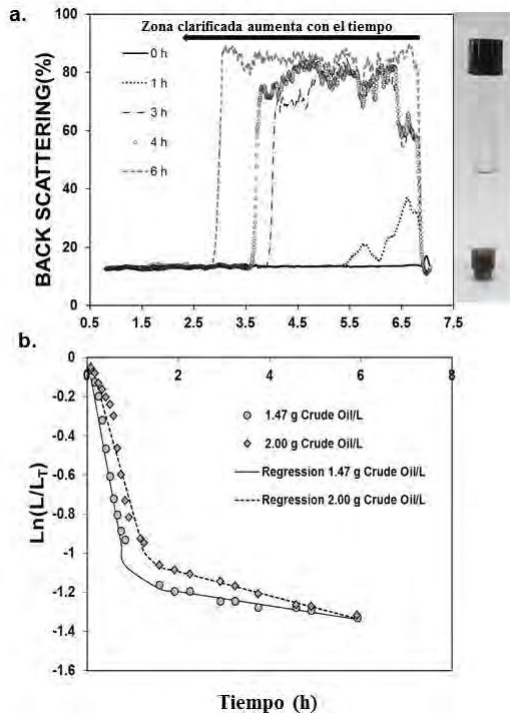 a.
Zona clarificada aumenta con el tiempo
BACK SCATTERING(%)
100
80
60
40
20
0
0 h
1 h
3 h
4 h
6 h
0.5 1.5 2.5 3.5 4.5 5.5 6.5 7.5
b.
Ln(L/LT)
0 2 4 6 8
0
-0.2
-0.4
-0.6
-0.8
-1
-1.2
-1.4
-1.6
1.47 g Crude Oil/L
2.00 g Crude Oil/L
Regression 1.47 g Crude Oil/L
Regression 2.00 g Crude Oil/L
Tiempo (h)